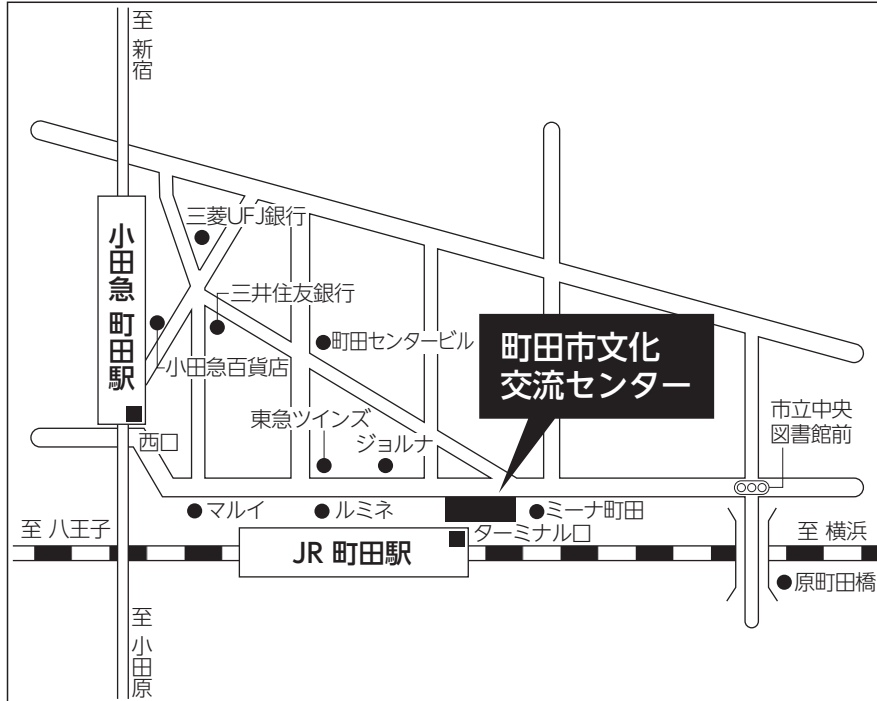 至 新宿
三菱UFJ銀行
小田急 町田駅
三井住友銀行
町田センタービル
小田急百貨店
町田市文化
交流センター
東急ツインズ
ジョルナ
市立中央
図書館前
西口
マルイ
ルミネ
ミーナ町田
ターミナル口
至 八王子
JR 町田駅
至 横浜
原町田橋
至 小田原